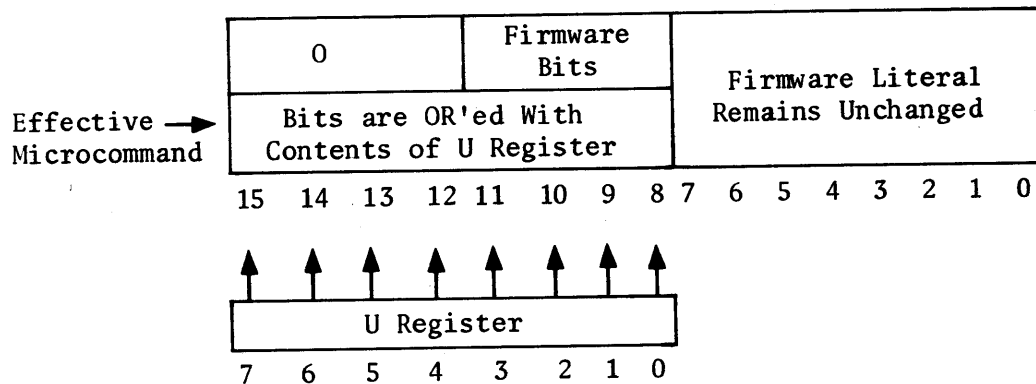 0
Firmware
Bits
Firmware Literal
Remains Unchanged
Effective
Microcommand
Bits are OR'ed With
Contents of U Register
15 14 13 12 11 10 9 8 7 6 5 4 3 2 1 0
U Register
7 6 5 4 3 2 1 0